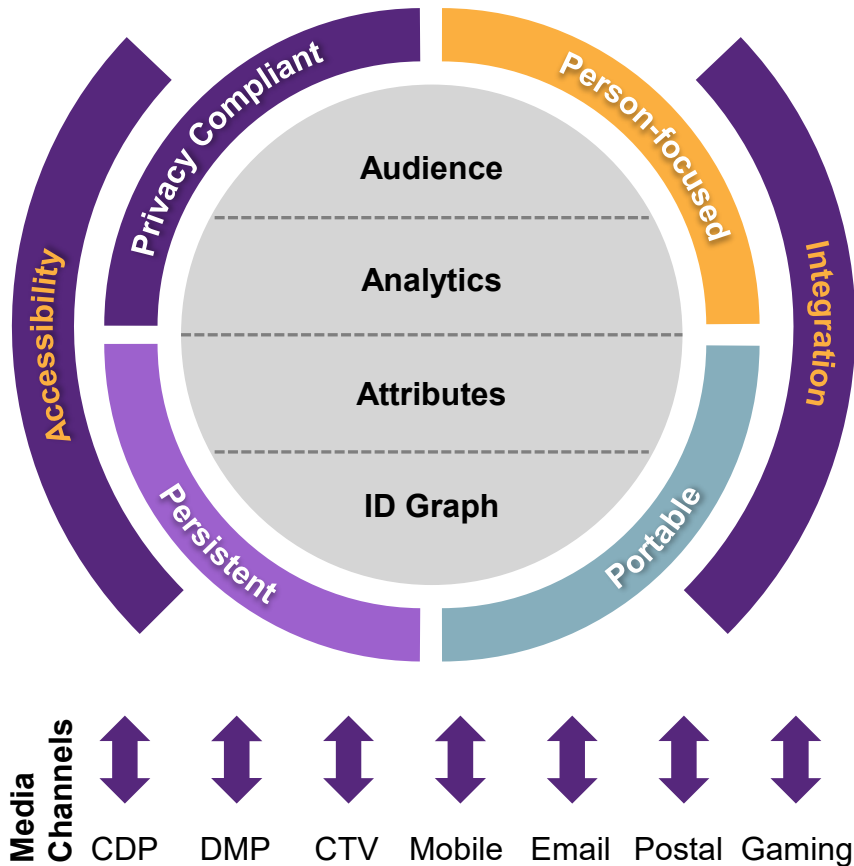 Privacy Compliant
Person-focused
Audience
Analytics
Attributes
ID Graph
Accessibility
Integration
Persistent
Portable
Media
Channels
CDP DMP CTV Mobile Email Postal Gaming